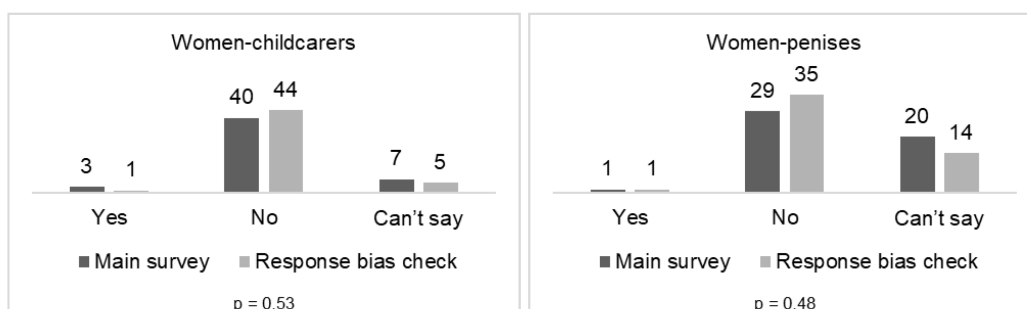 Women-childcarers
3
1
40
44
7
5
Yes
No
Can't say
Main survey
Response bias check
p = 0.53
Women-penises
1
1
29
35
20
14
Yes
No
Can't say
Main survey
Response bias check
p = 0.48